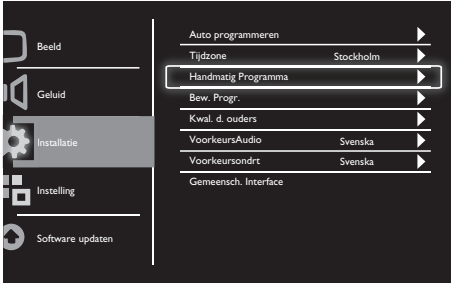 Beeld
Geluid
Installatie
Instelling
Software updaten
Auto programmeren
Tijdzone Stockholm
Handmatig Programma
Bew. Progr.
Kwal. d. ouders
VoorkeursAudio Svenska
Voorkeursondrt Svenska
Gemeensch. Interface